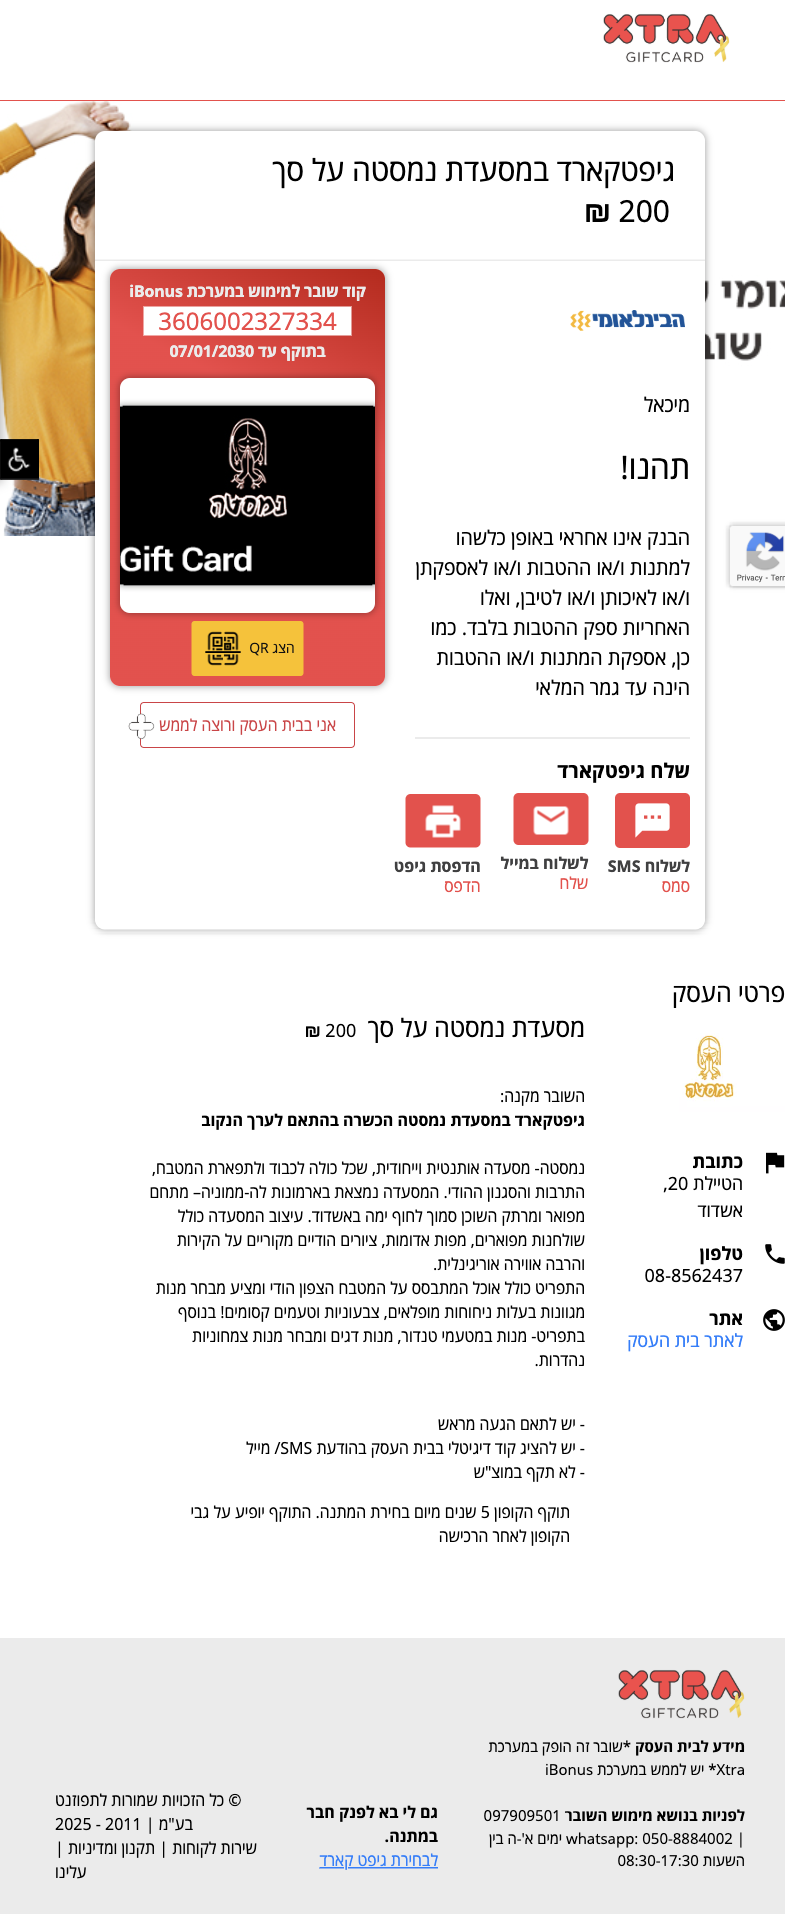 XTRA
GIFTCARD
גיפטקארד במסעדת נמסטה על סך
200 ₪
הבינלאומי
מיכאל
תהנו!
הבנק אינו אחראי באופן כלשהו
למתנות ו/או ההטבות ו/או לאספקתן
ו/או לאיכותן ו/או לטיבן, ואלו
האחריות ספק ההטבות בלבד. כמו
כן, אספקת המתנות ו/או ההטבות
הינה עד גמר המלאי
קוד שובר למימוש במערכת iBonus
3606002327334
בתוקף עד 07/01/2030
נמסטה
Gift Card
הצג QR
אני בבית העסק ורוצה לממש
שלח גיפטקארד
לשלוח SMS
סמס
לשלוח במייל
שלח
הדפסת גיפט
הדפס
Privacy -
פרטי העסק
נמסטה
כתובת
הטיילת 20,
אשדוד
טלפון
08-8562437
אתר
לאתר בית העסק
מסעדת נמסטה על סך 200 ₪
השובר מקנה:
גיפטקארד במסעדת נמסטה הכשרה בהתאם לערך הנקוב
נמסטה- מסעדה אותנטית וייחודית, שכל כולה לכבוד ולתפארת המטבח,
התרבות והסגנון ההודי. המסעדה נמצאת בארמונות לה-ממוניה– מתחם
מפואר ומרתק השוכן סמוך לחוף ימה באשדוד. עיצוב המסעדה כולל
שולחנות מפוארים, מפות אדומות, ציורים הודיים מקוריים על הקירות
והרבה אווירה אוריגינלית.
התפריט כולל אוכל המתבסס על המטבח הצפון הודי ומציע מבחר מנות
מגוונות בעלות ניחוחות מופלאים, צבעוניות וטעמים קסומים! בנוסף
בתפריט- מנות במטעמי טנדור, מנות דגים ומבחר מנות צמחוניות
נהדרות.
- יש לתאם הגעה מראש
- יש להציג קוד דיגיטלי בבית העסק בהודעת SMS/ מייל
- לא תקף במוצ"ש
תוקף הקופון 5 שנים מיום בחירת המתנה. התוקף יופיע על גבי
הקופון לאחר הרכישה
XTRA
GIFTCARD
מידע לבית העסק *שובר זה הופק במערכת
Xtra* יש לממש במערכת iBonus
לפניות בנושא מימוש השובר 097909501
| whatsapp: 050-8884002 ימים א'-ה בין
השעות 08:30-17:30
גם לי בא לפנק חבר
במתנה.
לבחירת גיפט קארד
© כל הזכויות שמורות לתפוזנט
בע"מ | 2011 - 2025
שירות לקוחות | תקנון ומדיניות |
עלינו